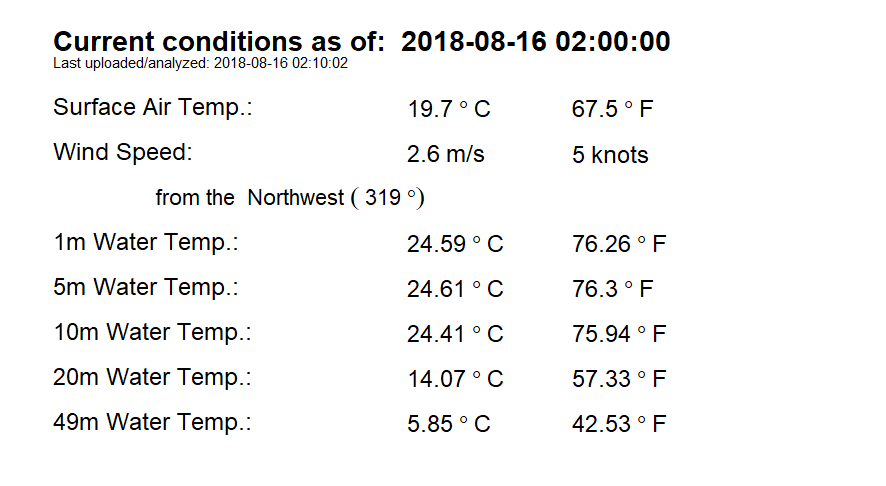 Current conditions as of:  2018-08-16 02:00:00
Last uploaded/analyzed: 2018-08-16 02:10:02
Surface Air Temp.: 19.7 ° C 67.5 ° F
Wind Speed: 2.6 m/s 5 knots
from the  Northwest ( 319 °)
1m Water Temp.: 24.59 ° C 76.26 ° F
5m Water Temp.: 24.61 ° C 76.3 ° F
10m Water Temp.: 24.41 ° C 75.94 ° F
20m Water Temp.: 14.07 ° C 57.33 ° F
49m Water Temp.: 5.85 ° C 42.53 ° F